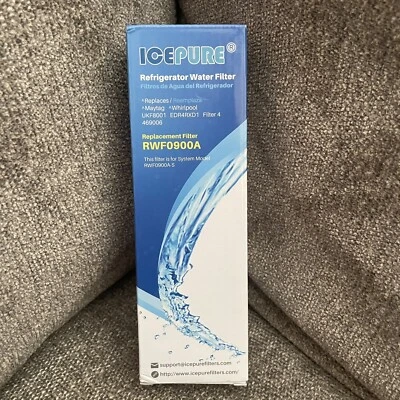 ICEPURE®
Refrigerator Water Filter
Filtros de Agua del Refrigerador
*Replaces / Reemplaza
*Maytag *Whirlpool
UKF8001 EDR4RXD1 Filter 4
469006
Replacement Filter
RWF0900A
This filter is for System Model
RWF0900A-S
support@icepurefilters.com
http://www.icepurefilters.com/